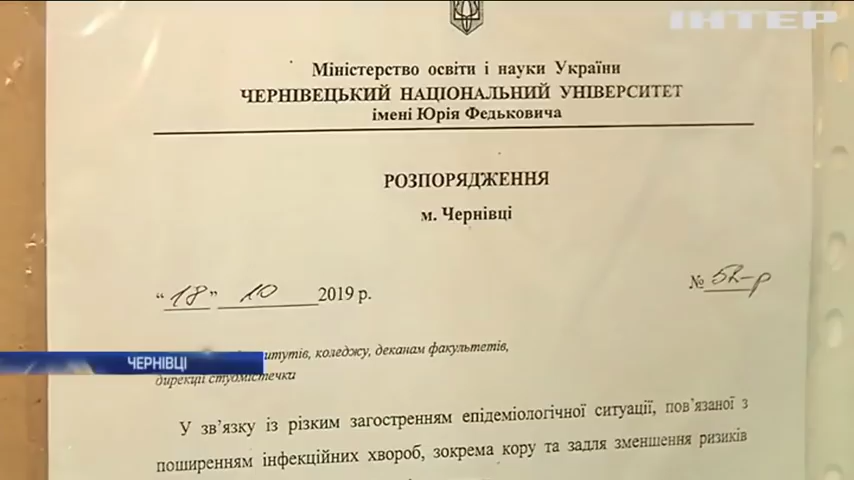 ІНТЕР
Міністерство освіти і науки України
ЧЕРНІВЕЦЬКИЙ НАЦІОНАЛЬНИЙ УНІВЕРСИТЕТ
імені Юрія Федьковича
РОЗПОРЯДЖЕННЯ
м. Чернівці
“18” 10 2019 р. № 52-р
коледжу, деканам факультетів,
ЧЕРНІВЦІ
дирекції студмістечка
У зв’язку із різким загостренням епідеміологічної ситуації, пов’язаної з
поширенням інфекційних хвороб, зокрема кору та задля зменшення ризиків